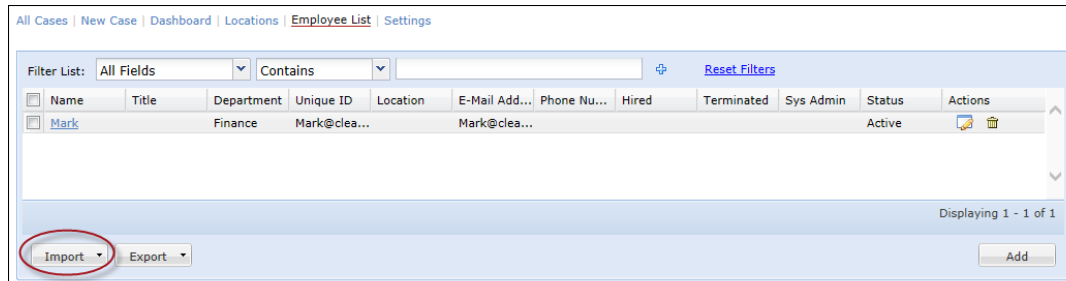 All Cases | New Case | Dashboard | Locations | Employee List | Settings
Filter List: All Fields Contains Reset Filters
Name Title Department Unique ID Location E-Mail Add... Phone Nu... Hired Terminated Sys Admin Status Actions
Mark Finance Mark@clea... Mark@clea... Active
Displaying 1 - 1 of 1
Import Export Add